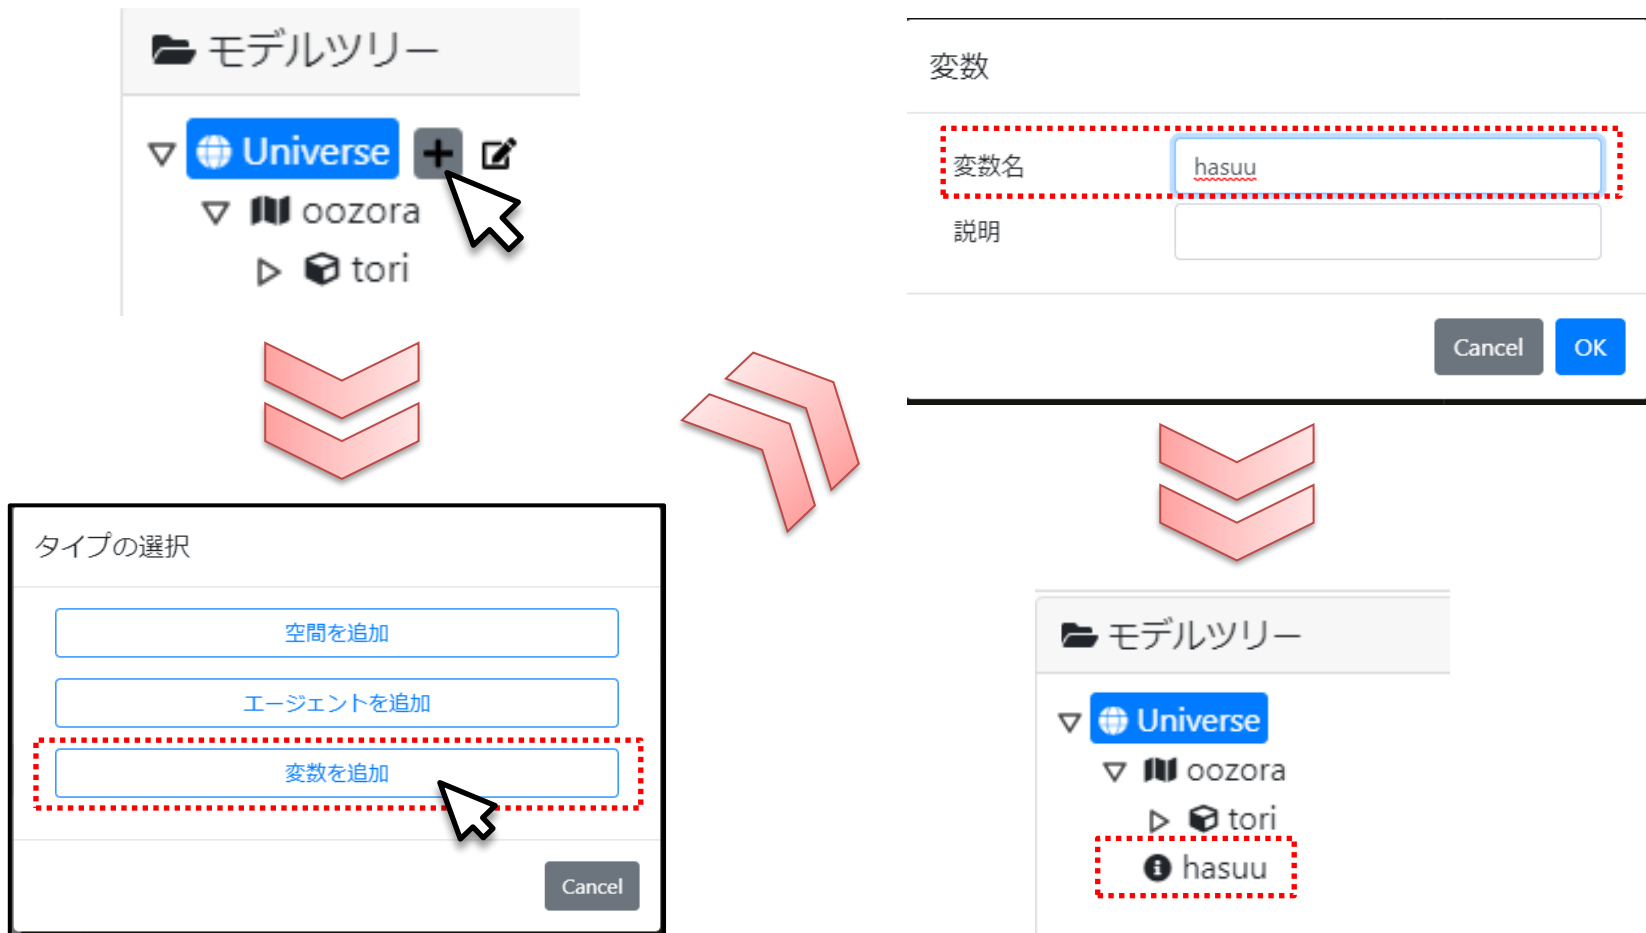 モデルツリー
Universe
oozora
tori
タイプの選択
空間を追加
エージェントを追加
変数を追加
Cancel
変数
変数名 hasuu
説明
Cancel OK
モデルツリー
Universe
oozora
tori
hasuu